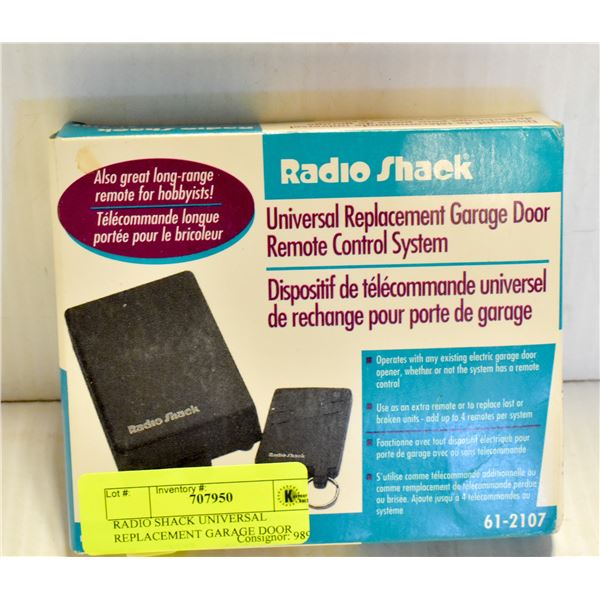 Radio Shack
Also great long-range
remote for hobbyists!
Télécommande longue
portée pour le bricoleur
Universal Replacement Garage Door
Remote Control System
Dispositif de télécommande universel
de rechange pour porte de garage
Operates with any existing electric garage door
opener, whether or not the system has a remote
control
Use as an extra remote or to replace lost or
broken units - add up to 4 remotes per system
Fonctionne avec tout dispositif électrique pour
porte de garage avec ou sans télécommande
S'utilise comme télécommande additionnelle ou
comme remplacement de télécommande perdue
ou brisée. Ajoute jusqu'à 4 télécommandes au
système
61-2107
Radio Shack
Lot #:
Inventory #:
707950
RADIO SHACK UNIVERSAL
REPLACEMENT GARAGE DOOR
Consignor: 989